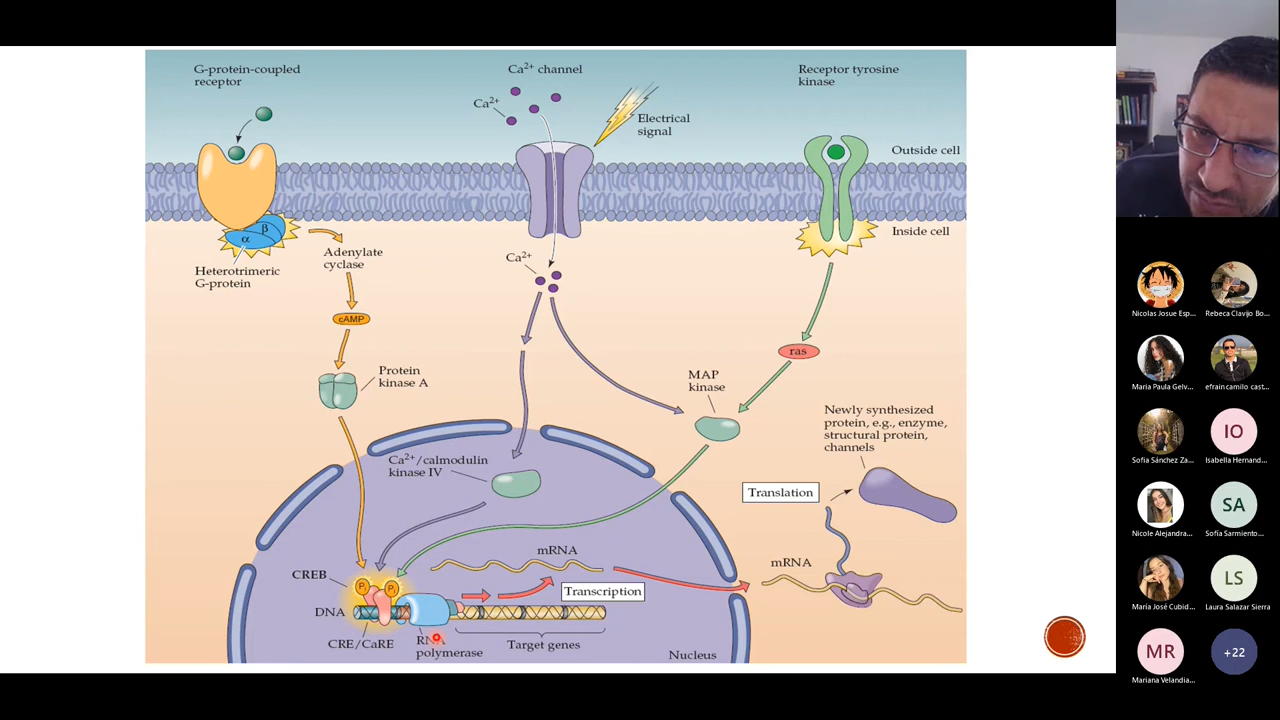 G-protein-coupled
receptor
Ca²⁺ channel
Ca²⁺
Electrical
signal
Receptor tyrosine
kinase
Outside cell
Inside cell
β
α
Heterotrimeric
G-protein
Adenylate
cyclase
cAMP
Protein
kinase A
Ca²⁺
ras
MAP
kinase
Newly synthesized
protein, e.g., enzyme,
structural protein,
channels
Ca²⁺/calmodulin
kinase IV
Translation
mRNA
mRNA
CREB
P
P
DNA
Transcription
CRE/CaRE
RNA
polymerase
Target genes
Nucleus
Nicolas Josue Esp...
Rebeca Clavijo Bo...
Maria Paula Gelv...
efrain camilo cast...
Sofia Sánchez Za...
IO
Isabella Hernand...
Nicole Alejandra...
SA
Sofía Sarmiento...
María José Cubid...
LS
Laura Salazar Sierra
MR
Mariana Velandia...
+22